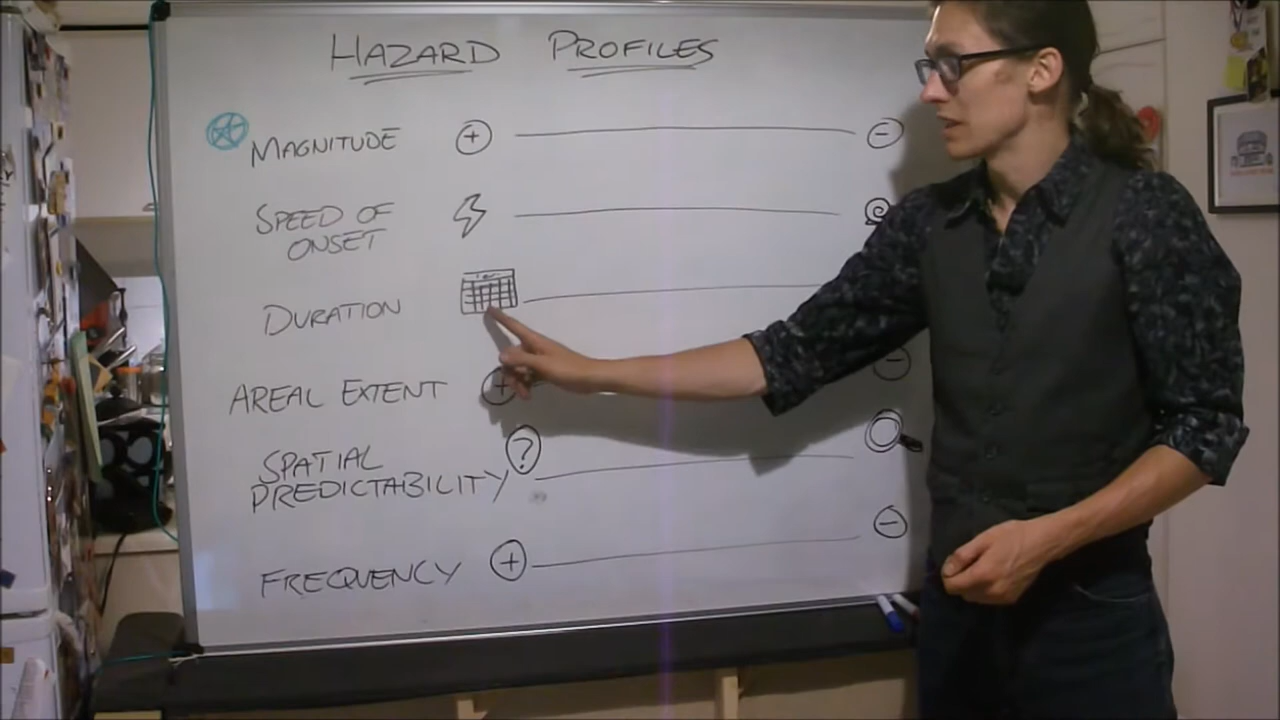 HAZARD PROFILES
MAGNITUDE + −
SPEED OF
ONSET
DURATION
AREAL EXTENT + −
SPATIAL
PREDICTABILITY ?
FREQUENCY + −